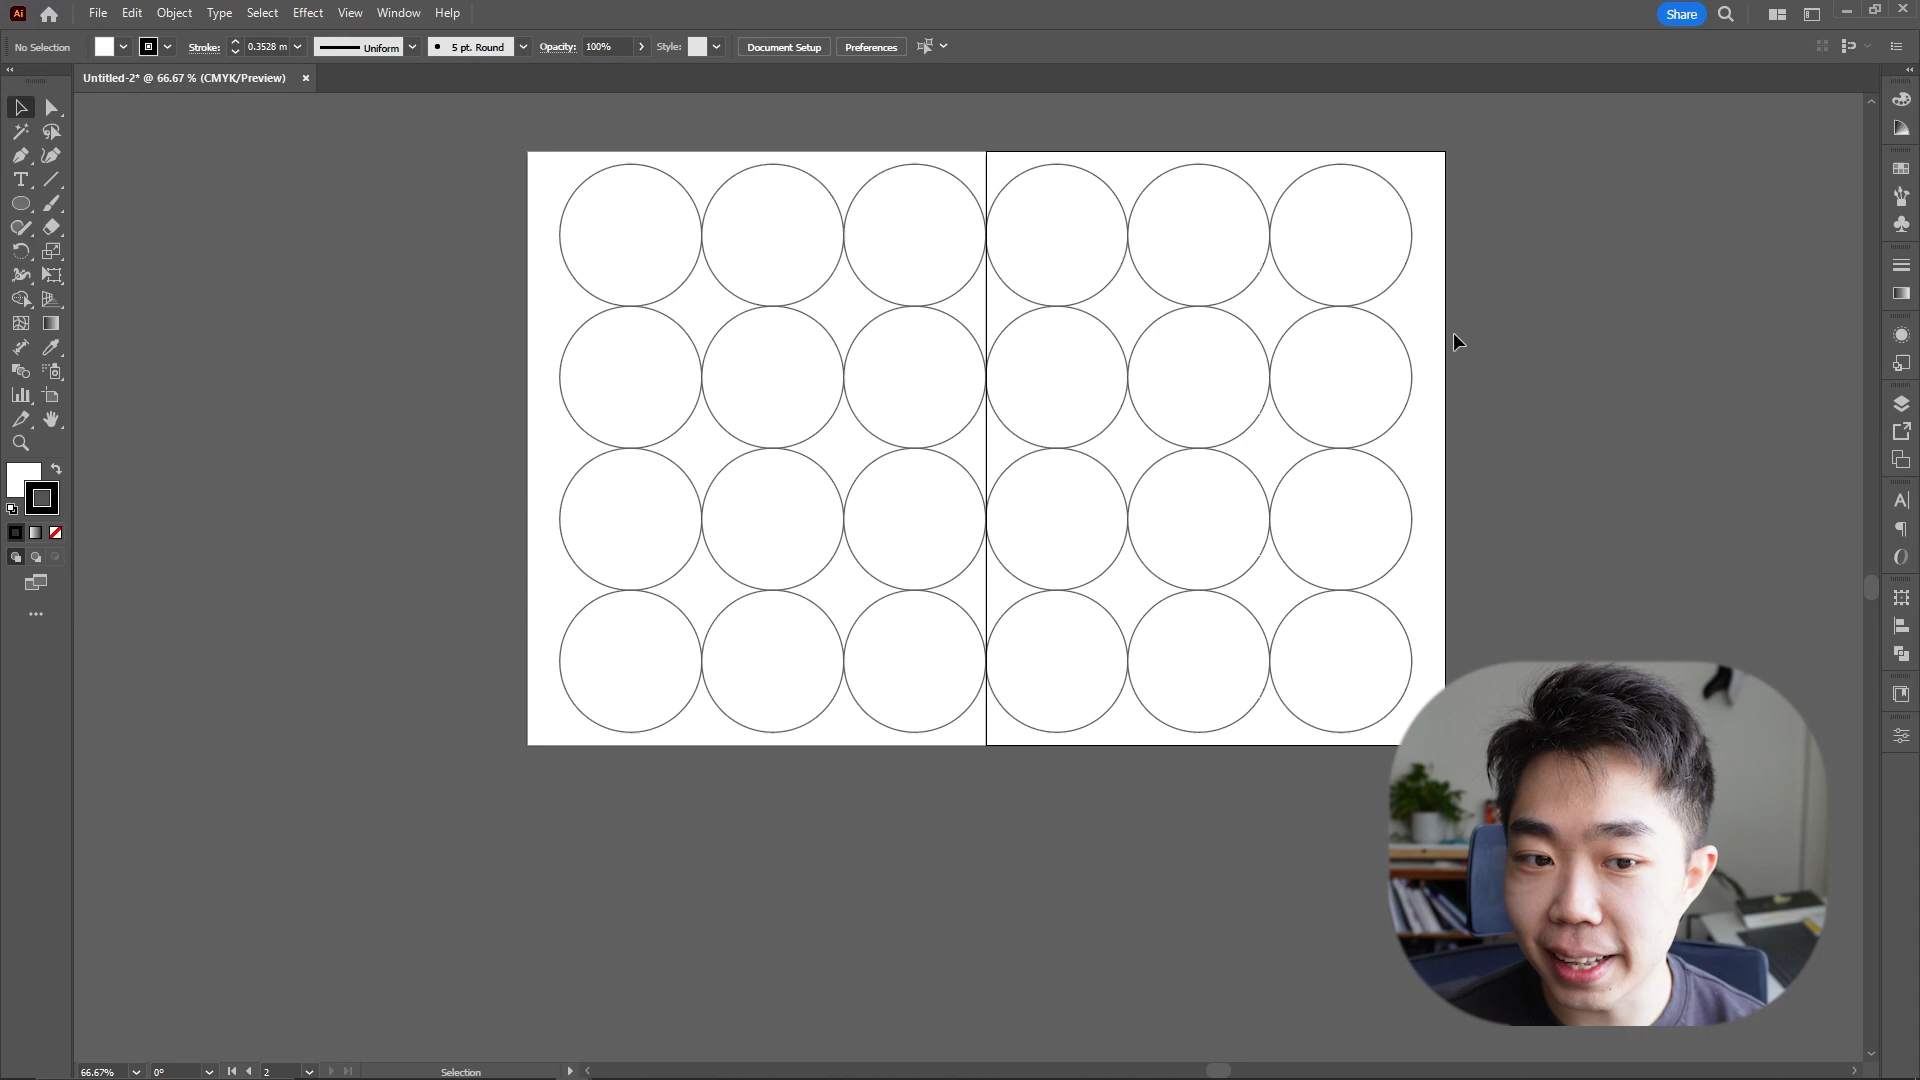 Ai File Edit Object Type Select Effect View Window Help Share
No Selection Stroke: 0.3528 m Uniform 5 pt. Round Opacity: 100% Style: Document Setup Preferences
Untitled-2* @ 66.67 % (CMYK/Preview) ×
66.67% 0° 2 Selection